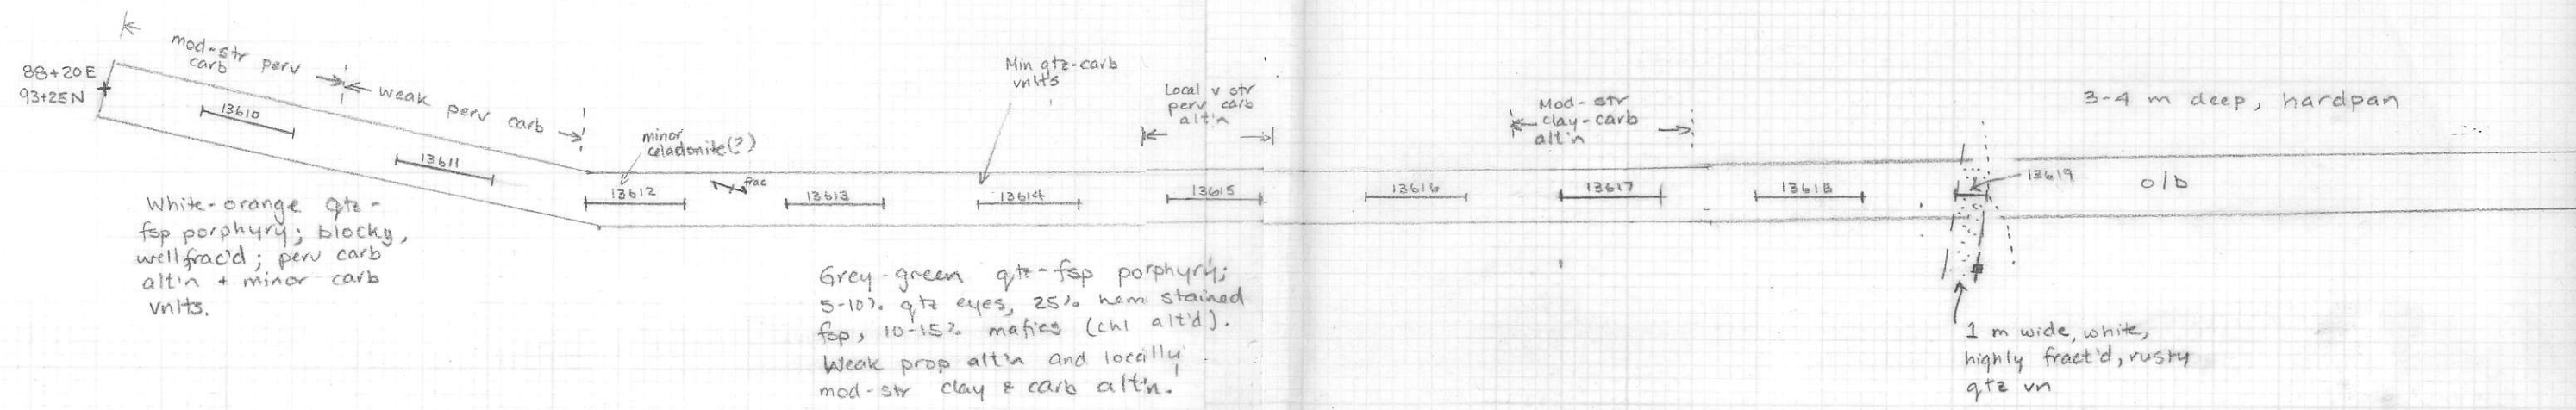 88+20E
93+25N
mod-str perv
carb
weak perv carb
13610
13611
White-orange qtz-
fsp porphyry; blocky,
well frac'd; perv carb
alt'n + minor carb
vnlts.
minor
celadonite(?)
13612
frac
13613
Min qtz-carb
vnlts
13614
Local v str
perv carb
alt'n
13615
Grey-green qtz-fsp porphyry;
5-10% qtz eyes, 25% hem stained
fsp, 10-15% mafics (chl alt'd).
Weak prop alt'n and locally
mod-str clay & carb alt'n.
13616
Mod-str
clay-carb
alt'n
13617
13618
13619
o/b
3-4 m deep, hardpan
1 m wide, white,
highly fract'd, rusty
qtz vn